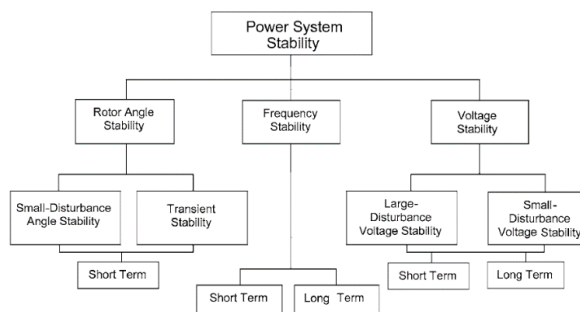 Power System
Stability
Rotor Angle
Stability
Frequency
Stability
Voltage
Stability
Small-Disturbance
Angle Stability
Transient
Stability
Large-
Disturbance
Voltage Stability
Small-
Disturbance
Voltage Stability
Short Term
Short Term
Long Term
Short Term
Long Term